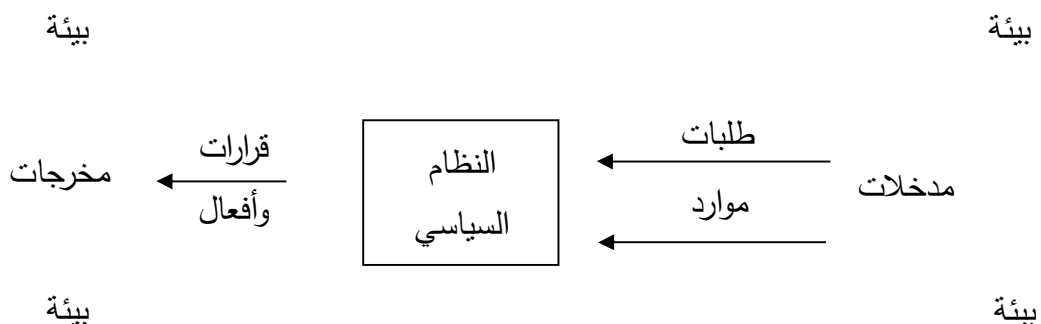 بيئة
بيئة
طلبات
موارد
مدخلات
النظام
السياسي
قرارات
وأفعال
مخرجات
بيئة
بيئة